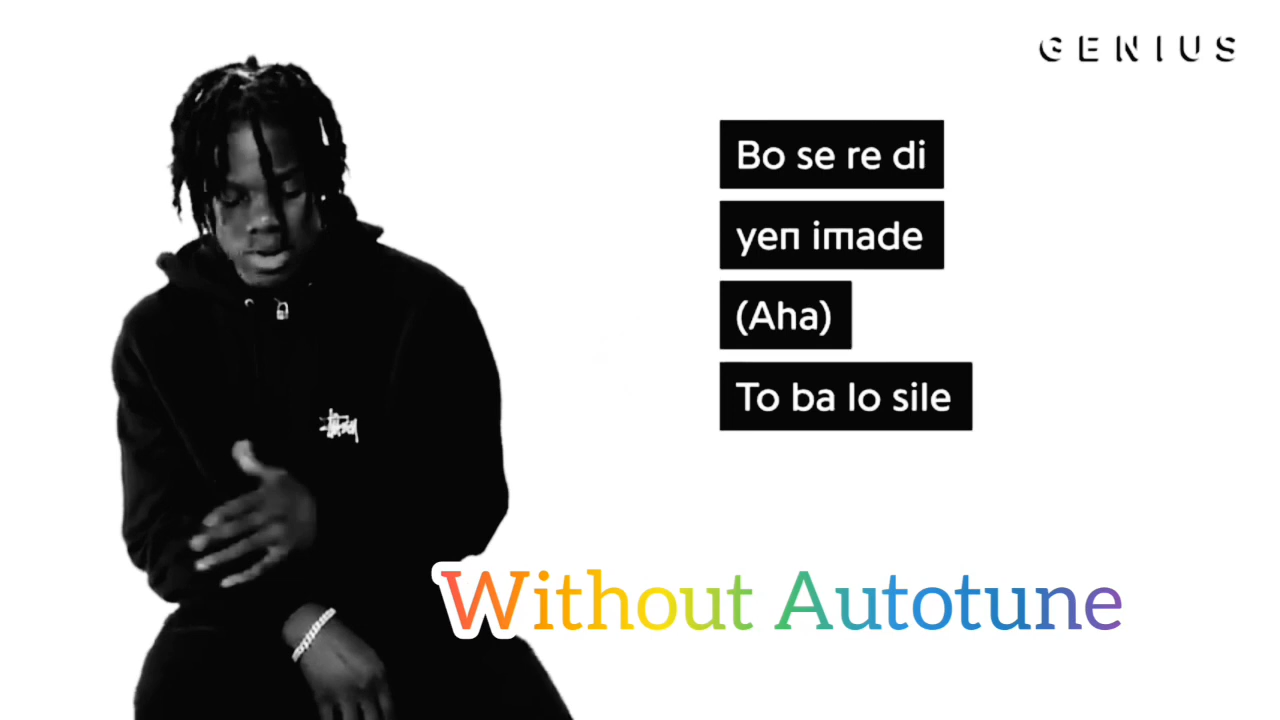 GENIUS
Bo se re di
yen imade
(Aha)
To ba lo sile
Without Autotune